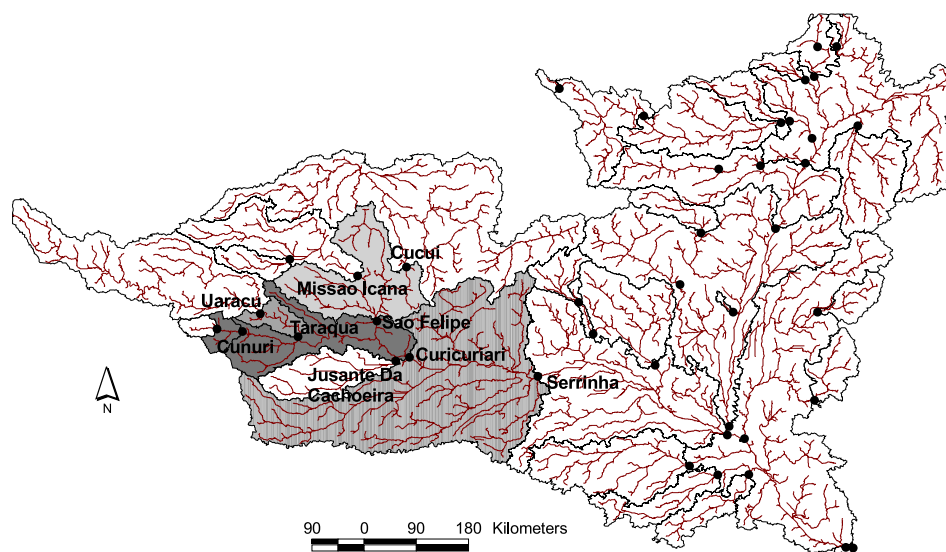 Cucui
Missao Icana
Uaracu
Taraqua
Sao Felipe
Cunuri
Curicuriari
Jusante Da
Cachoeira
Serrinha
N
90 0 90 180 Kilometers